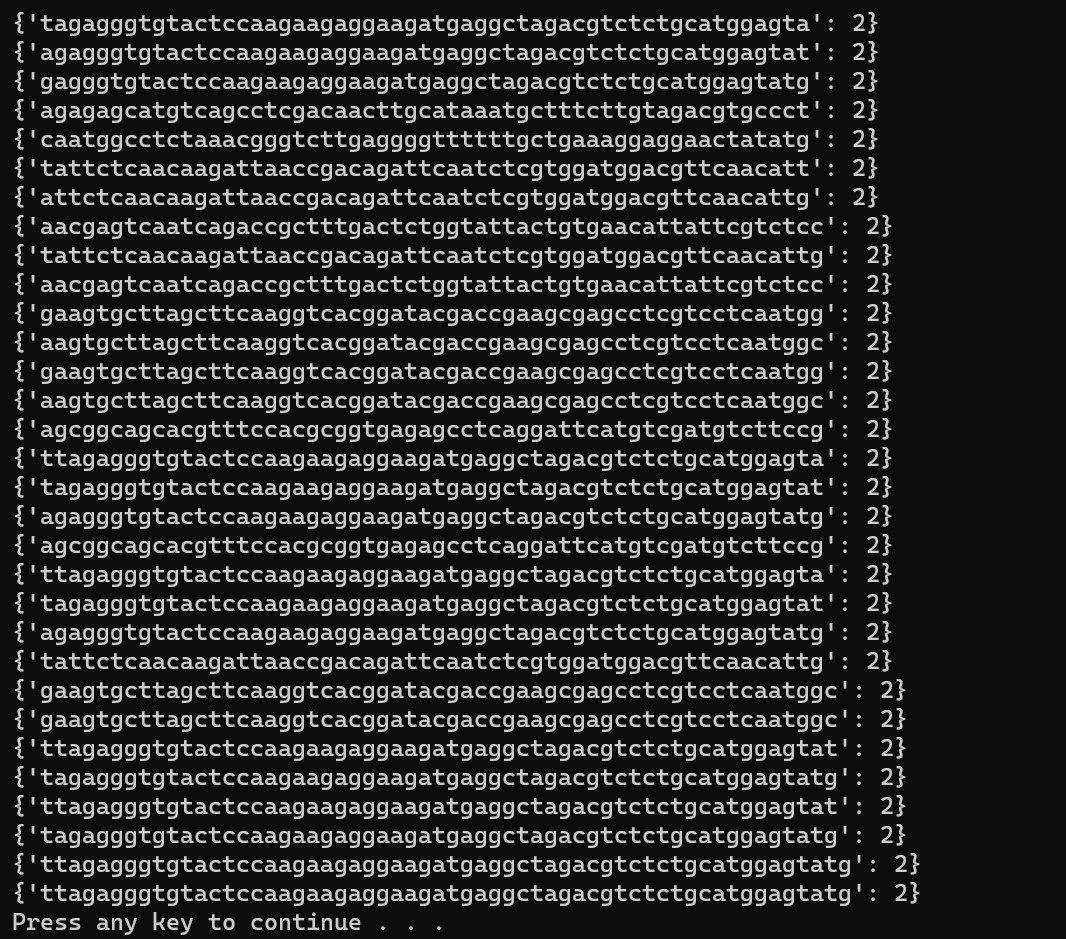 {'tagagggtgtactccaagaagaggaagatgaggctagacgtctctgcatggagta': 2}
{'agagggtgtactccaagaagaggaagatgaggctagacgtctctgcatggagtat': 2}
{'gagggtgtactccaagaagaggaagatgaggctagacgtctctgcatggagtatg': 2}
{'agagagcatgtcagcctcgacaacttgcataaatgctttcttgtagacgtgccct': 2}
{'caatggcctctaaacgggtcttgaggggttttttgctgaaaggaggaactatatg': 2}
{'tattctcaacaagattaaccgacagattcaatctcgtggatggacgttcaacatt': 2}
{'attctcaacaagattaaccgacagattcaatctcgtggatggacgttcaacattg': 2}
{'aacgagtcaatcagaccgctttgactctggtattactgtgaacattattcgtctcc': 2}
{'tattctcaacaagattaaccgacagattcaatctcgtggatggacgttcaacattg': 2}
{'aacgagtcaatcagaccgctttgactctggtattactgtgaacattattcgtctcc': 2}
{'gaagtgcttagcttcaaggtcacggatacgaccgaagcgagcctcgtcctcaatgg': 2}
{'aagtgcttagcttcaaggtcacggatacgaccgaagcgagcctcgtcctcaatggc': 2}
{'gaagtgcttagcttcaaggtcacggatacgaccgaagcgagcctcgtcctcaatgg': 2}
{'aagtgcttagcttcaaggtcacggatacgaccgaagcgagcctcgtcctcaatggc': 2}
{'agcggcagcacgtttccacgcggtgagagcctcaggattcatgtcgatgtcttccg': 2}
{'ttagagggtgtactccaagaagaggaagatgaggctagacgtctctgcatggagta': 2}
{'tagagggtgtactccaagaagaggaagatgaggctagacgtctctgcatggagtat': 2}
{'agagggtgtactccaagaagaggaagatgaggctagacgtctctgcatggagtatg': 2}
{'agcggcagcacgtttccacgcggtgagagcctcaggattcatgtcgatgtcttccg': 2}
{'ttagagggtgtactccaagaagaggaagatgaggctagacgtctctgcatggagta': 2}
{'tagagggtgtactccaagaagaggaagatgaggctagacgtctctgcatggagtat': 2}
{'agagggtgtactccaagaagaggaagatgaggctagacgtctctgcatggagtatg': 2}
{'tattctcaacaagattaaccgacagattcaatctcgtggatggacgttcaacattg': 2}
{'gaagtgcttagcttcaaggtcacggatacgaccgaagcgagcctcgtcctcaatggc': 2}
{'gaagtgcttagcttcaaggtcacggatacgaccgaagcgagcctcgtcctcaatggc': 2}
{'ttagagggtgtactccaagaagaggaagatgaggctagacgtctctgcatggagtat': 2}
{'tagagggtgtactccaagaagaggaagatgaggctagacgtctctgcatggagtatg': 2}
{'ttagagggtgtactccaagaagaggaagatgaggctagacgtctctgcatggagtat': 2}
{'tagagggtgtactccaagaagaggaagatgaggctagacgtctctgcatggagtatg': 2}
{'ttagagggtgtactccaagaagaggaagatgaggctagacgtctctgcatggagtatg': 2}
{'ttagagggtgtactccaagaagaggaagatgaggctagacgtctctgcatggagtatg': 2}
Press any key to continue . . .